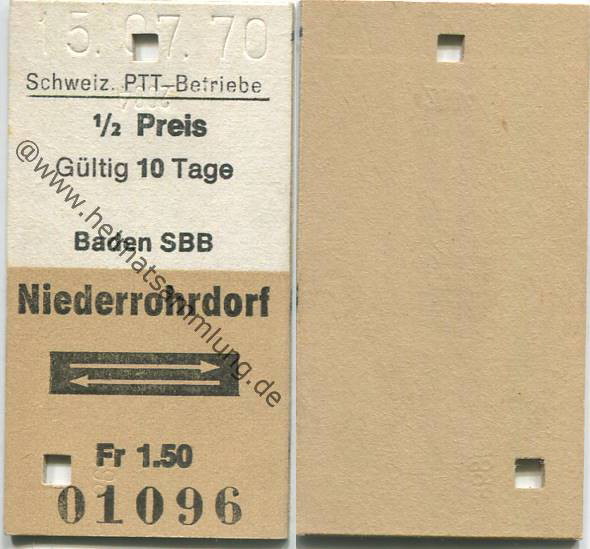 15.07.70
Schweiz. PTT-Betriebe
½ Preis
Gültig 10 Tage
Baden SBB
Niederrohrdorf
Fr 1.50
01096
@www.heimatsammlung.de